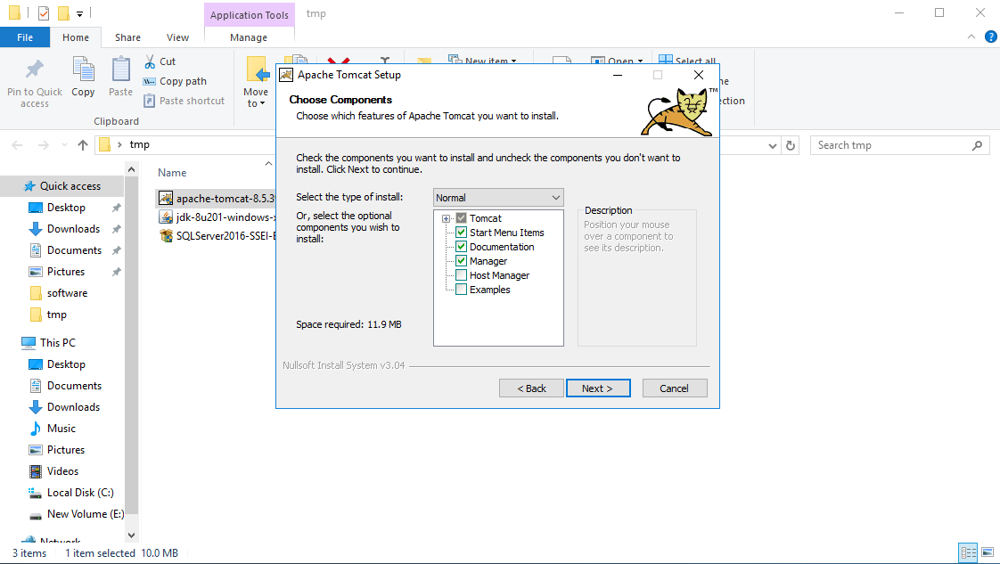 Application Tools
tmp
File
Home
Share
View
Manage
Pin to Quick
access
Copy
Paste
Cut
Copy path
Paste shortcut
Clipboard
Move
to
New item
Open
Select all
Apache Tomcat Setup
Choose Components
Choose which features of Apache Tomcat you want to install.
TM
tmp
Search tmp
Check the components you want to install and uncheck the components you don't want to
install. Click Next to continue.
Select the type of install:
Normal
Or, select the optional
components you wish to
install:
Tomcat
Start Menu Items
Documentation
Manager
Host Manager
Examples
Description
Position your mouse
over a component to
see its description.
Space required: 11.9 MB
Nullsoft Install System v3.04
< Back
Next >
Cancel
Name
apache-tomcat-8.5.3
jdk-8u201-windows-
SQLServer2016-SSEI-
Quick access
Desktop
Downloads
Documents
Pictures
software
tmp
This PC
Desktop
Documents
Downloads
Music
Pictures
Videos
Local Disk (C:)
New Volume (E:)
Network
3 items
1 item selected 10.0 MB